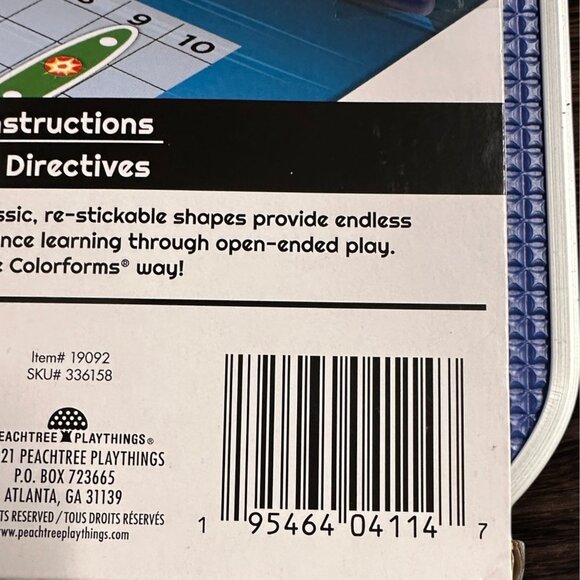 9 10
nstructions
Directives
ssic, re-stickable shapes provide endless
nce learning through open-ended play.
e Colorforms® way!
Item# 19092
SKU# 336158
EACHTREE PLAYTHINGS®
21 PEACHTREE PLAYTHINGS
P.O. BOX 723665
ATLANTA, GA 31139
TS RESERVED / TOUS DROITS RÉSERVÉS
www.peachtreeplaythings.com
1 95464 04114 7